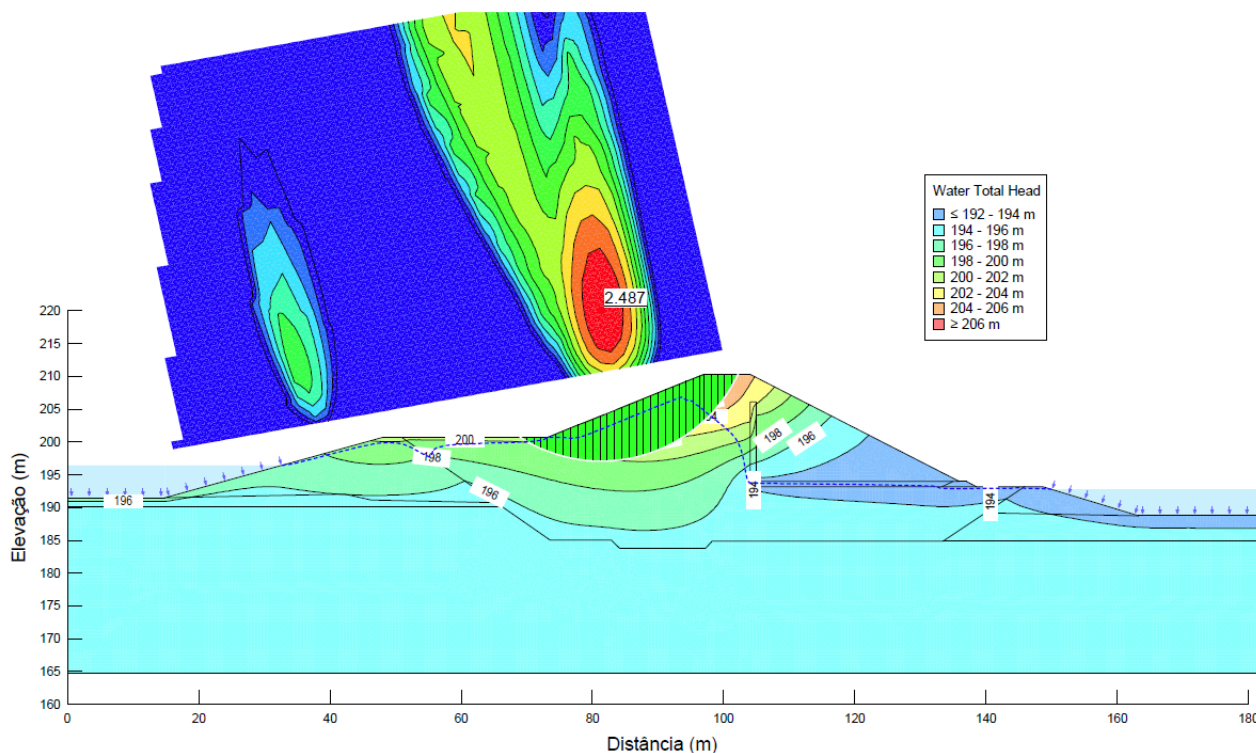 2.487
Water Total Head
≤ 192 - 194 m
194 - 196 m
196 - 198 m
198 - 200 m
200 - 202 m
202 - 204 m
204 - 206 m
≥ 206 m
Elevação (m)
220
215
210
205
200
195
190
185
180
175
170
165
160
200
198
196
196
198
196
194
194
0
20
40
60
80
100
120
140
160
180
Distância (m)